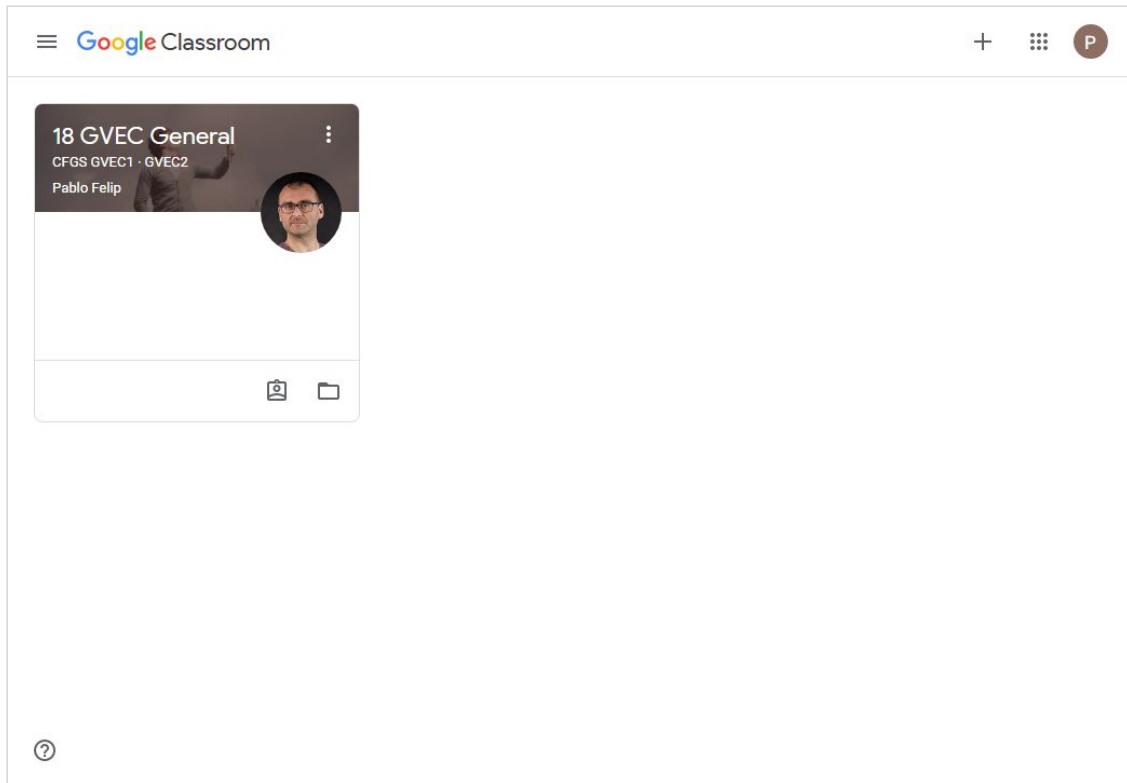 Google Classroom
P
18 GVEC General
CFGS GVEC1 · GVEC2
Pablo Felip